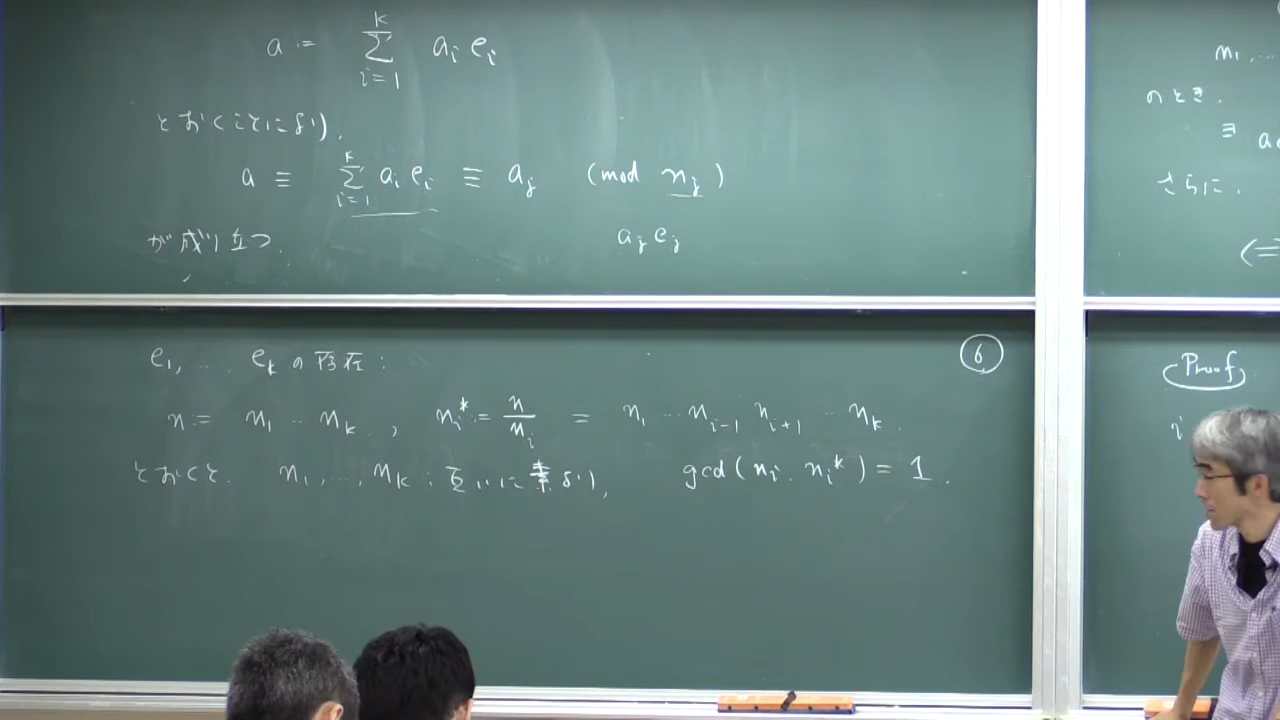 a := \sum_{i=1}^{k} a_i e_i
とおくことにより,
a ≡ \sum_{i=1}^{k} a_i e_i ≡ a_j (mod n_j)
が成り立つ. a_j e_j
e_1, ..., e_k の存在:
6
n := n_1 … n_k, n_i^* = \frac{n}{n_i} = n_1 … n_{i-1} n_{i+1} … n_k.
とおくと. n_1, …, n_k : 互いに素より, gcd(n_i, n_i^*) = 1.
n_1, ...
のとき.
≡ a
さらに.
(=
Proof
i